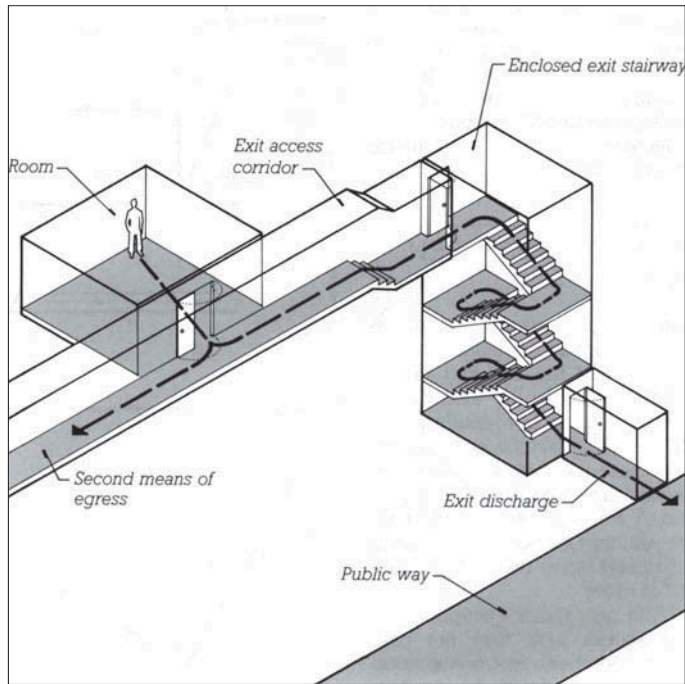 Enclosed exit stairway
Exit access
corridor
Room
Second means of
egress
Exit discharge
Public way